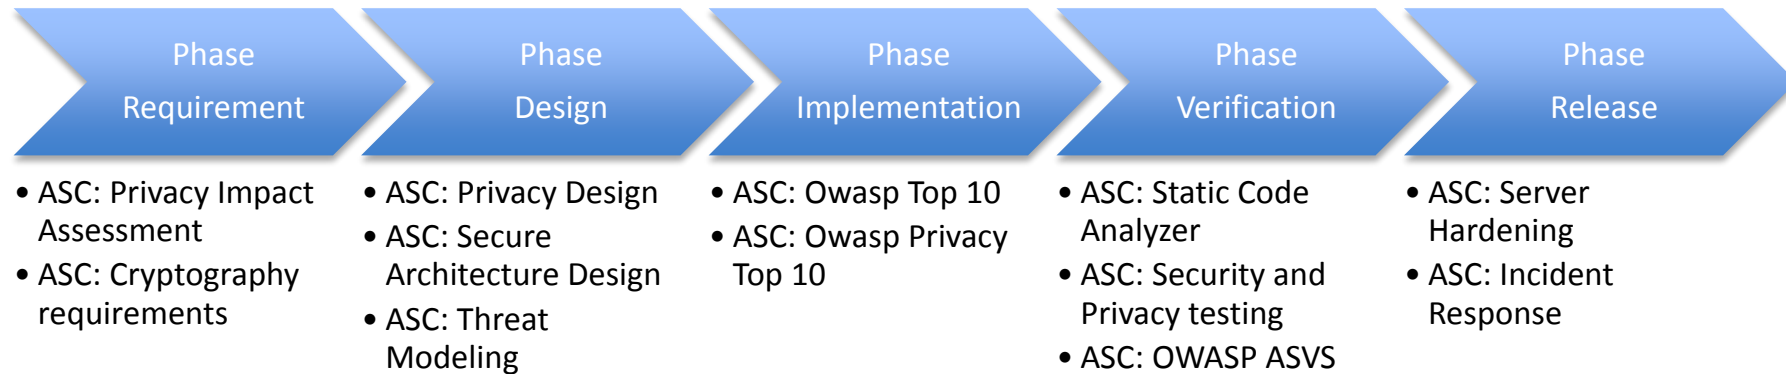 Phase
Requirement
Phase
Design
Phase
Implementation
Phase
Verification
Phase
Release
• ASC: Privacy Impact
Assessment
• ASC: Cryptography
requirements
• ASC: Privacy Design
• ASC: Secure
Architecture Design
• ASC: Threat
Modeling
• ASC: Owasp Top 10
• ASC: Owasp Privacy
Top 10
• ASC: Static Code
Analyzer
• ASC: Security and
Privacy testing
• ASC: OWASP ASVS
• ASC: Server
Hardening
• ASC: Incident
Response